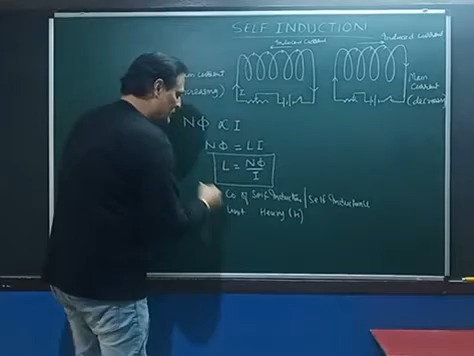 SELF INDUCTION
Induced Current
Induced Current
Main Current
I
Main Current
NΦ ∝ I
NΦ = LI
L = NΦ/I
Co of Self Induction | Self Inductance
Unit Henry (H)